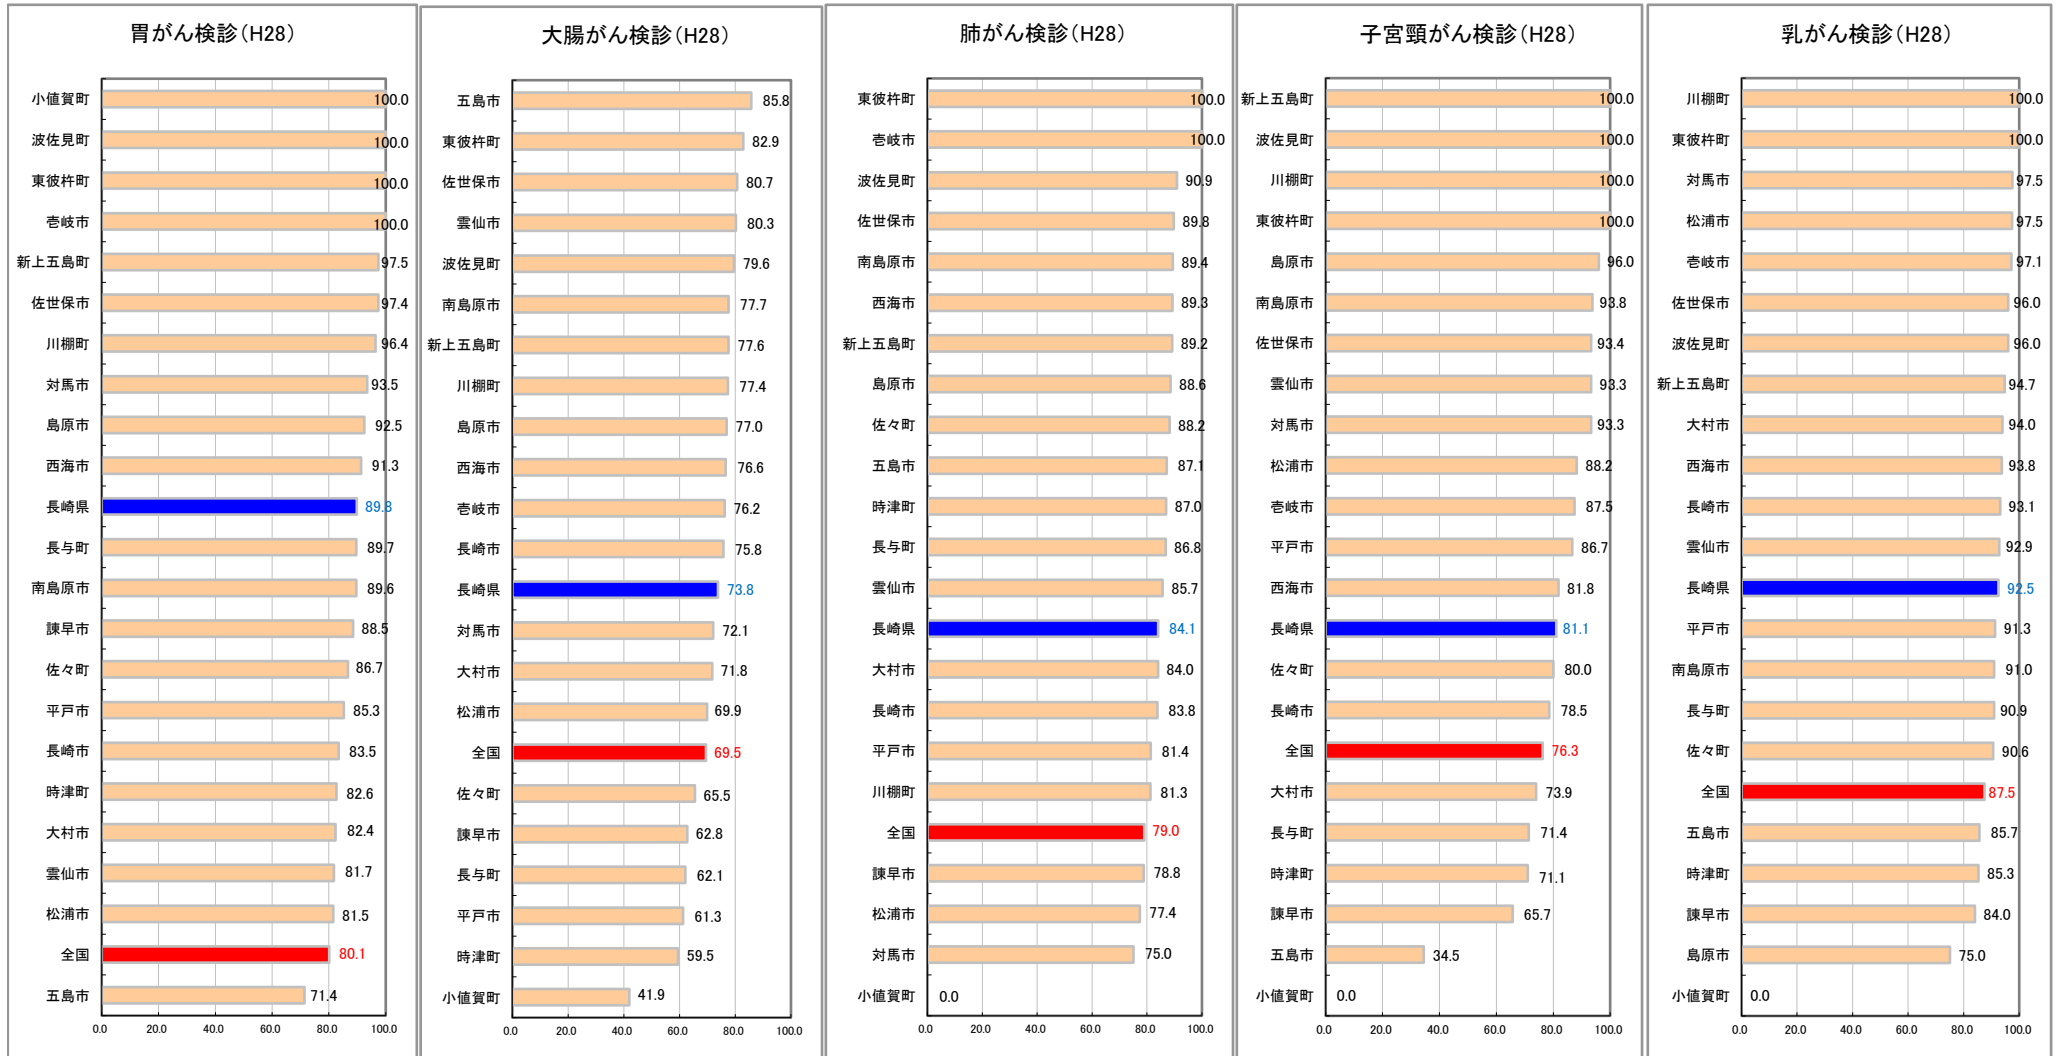 胃がん検診(H28)
小値賀町 100.0
波佐見町 100.0
東彼杵町 100.0
壱岐市 100.0
新上五島町 97.5
佐世保市 97.4
川棚町 96.4
対馬市 93.5
島原市 92.5
西海市 91.3
長崎県 89.8
長与町 89.7
南島原市 89.6
諫早市 88.5
佐々町 86.7
平戸市 85.3
長崎市 83.5
時津町 82.6
大村市 82.4
雲仙市 81.7
松浦市 81.5
全国 80.1
五島市 71.4
0.0 20.0 40.0 60.0 80.0 100.0
大腸がん検診(H28)
五島市 85.8
東彼杵町 82.9
佐世保市 80.7
雲仙市 80.3
波佐見町 79.6
南島原市 77.7
新上五島町 77.6
川棚町 77.4
島原市 77.0
西海市 76.6
壱岐市 76.2
長崎市 75.8
長崎県 73.8
対馬市 72.1
大村市 71.8
松浦市 69.9
全国 69.5
佐々町 65.5
諫早市 62.8
長与町 62.1
平戸市 61.3
時津町 59.5
小値賀町 41.9
0.0 20.0 40.0 60.0 80.0 100.0
肺がん検診(H28)
東彼杵町 100.0
壱岐市 100.0
波佐見町 90.9
佐世保市 89.8
南島原市 89.4
西海市 89.3
新上五島町 89.2
島原市 88.6
佐々町 88.2
五島市 87.1
時津町 87.0
長与町 86.8
雲仙市 85.7
長崎県 84.1
大村市 84.0
長崎市 83.8
平戸市 81.4
川棚町 81.3
全国 79.0
諫早市 78.8
松浦市 77.4
対馬市 75.0
小値賀町 0.0
0.0 20.0 40.0 60.0 80.0 100.0
子宮頸がん検診(H28)
新上五島町 100.0
波佐見町 100.0
川棚町 100.0
東彼杵町 100.0
島原市 96.0
南島原市 93.8
佐世保市 93.4
雲仙市 93.3
対馬市 93.3
松浦市 88.2
壱岐市 87.5
平戸市 86.7
西海市 81.8
長崎県 81.1
佐々町 80.0
長崎市 78.5
全国 76.3
大村市 73.9
長与町 71.4
時津町 71.1
諫早市 65.7
五島市 34.5
小値賀町 0.0
0.0 20.0 40.0 60.0 80.0 100.0
乳がん検診(H28)
川棚町 100.0
東彼杵町 100.0
対馬市 97.5
松浦市 97.5
壱岐市 97.1
佐世保市 96.0
波佐見町 96.0
新上五島町 94.7
大村市 94.0
西海市 93.8
長崎市 93.1
雲仙市 92.9
長崎県 92.5
平戸市 91.3
南島原市 91.0
長与町 90.9
佐々町 90.6
全国 87.5
五島市 85.7
時津町 85.3
諫早市 84.0
島原市 75.0
小値賀町 0.0
0.0 20.0 40.0 60.0 80.0 100.0